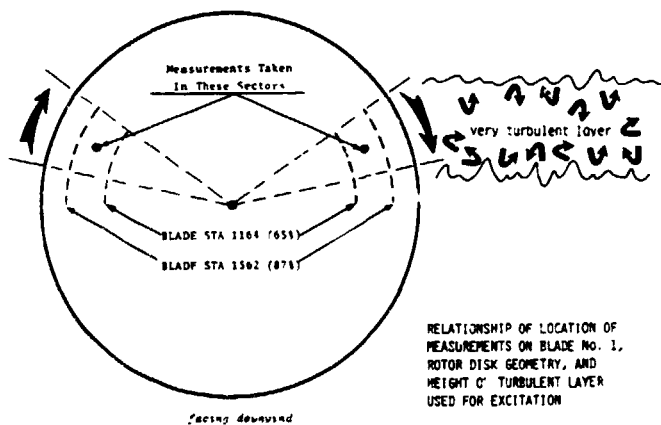 Measurements Taken
In These Sectors
very turbulent layer
BLADE STA 1164 (65%)
BLADE STA 1562 (87%)
RELATIONSHIP OF LOCATION OF
MEASUREMENTS ON BLADE No. 1,
ROTOR DISK GEOMETRY, AND
HEIGHT O' TURBULENT LAYER
USED FOR EXCITATION
facing downwind